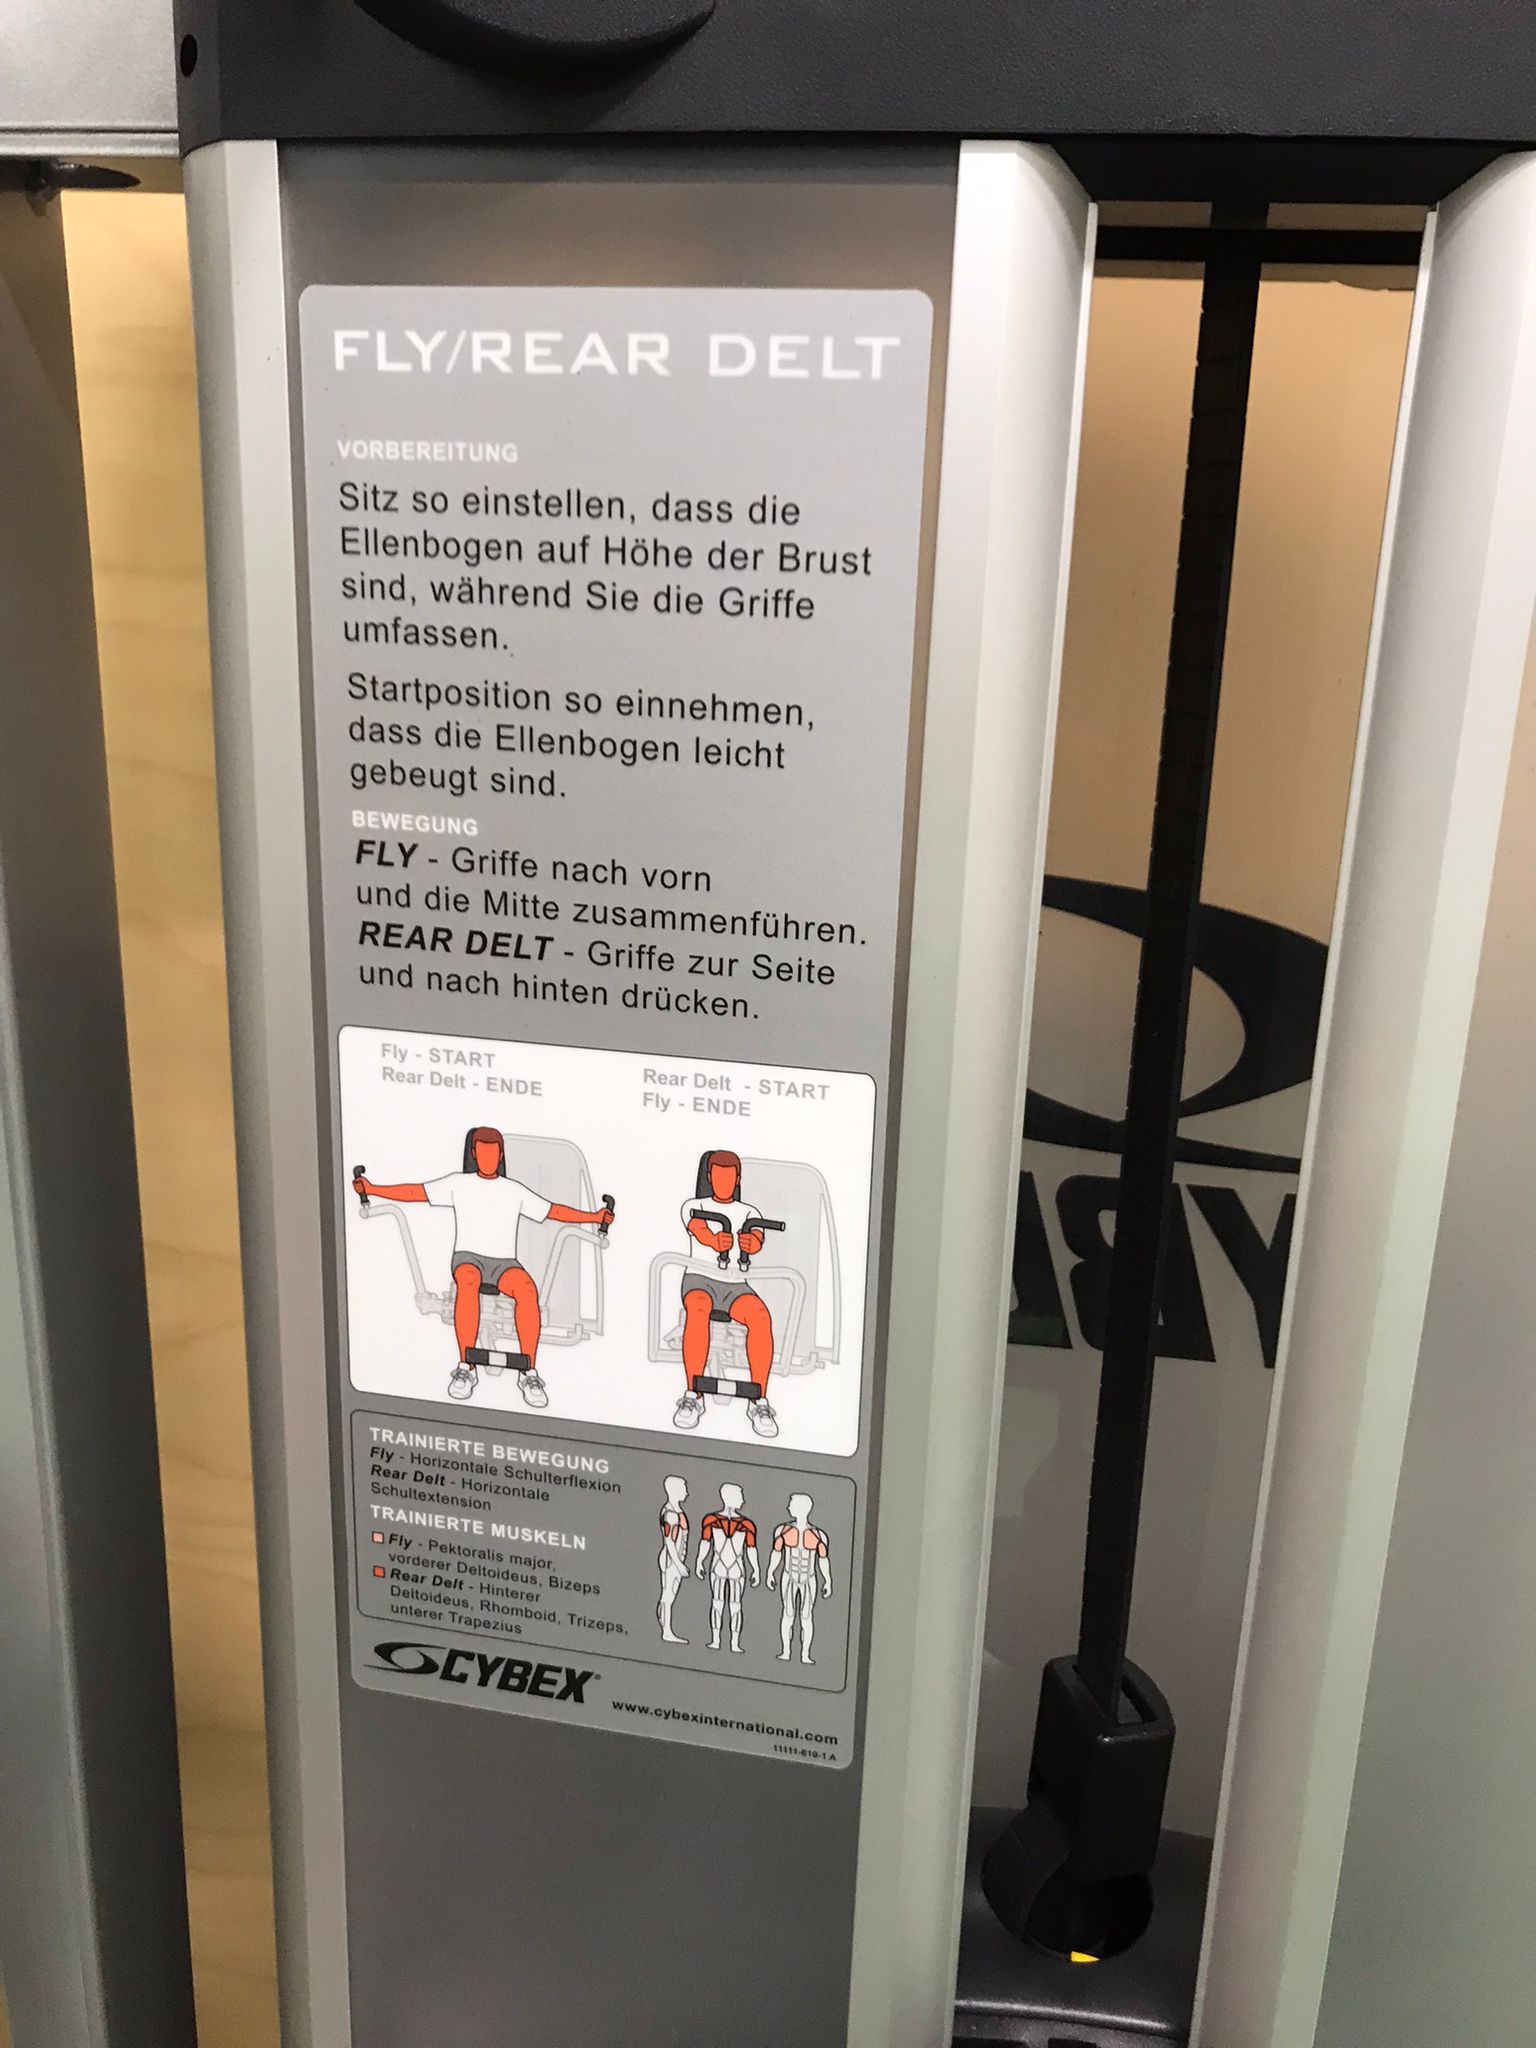 FLY/REAR DELT
VORBEREITUNG
Sitz so einstellen, dass die
Ellenbogen auf Höhe der Brust
sind, während Sie die Griffe
umfassen.
Startposition so einnehmen,
dass die Ellenbogen leicht
gebeugt sind.
BEWEGUNG
FLY - Griffe nach vorn
und die Mitte zusammenführen.
REAR DELT - Griffe zur Seite
und nach hinten drücken.
Fly - START
Rear Delt - ENDE
Rear Delt - START
Fly - ENDE
TRAINIERTE BEWEGUNG
Fly - Horizontale Schulterflexion
Rear Delt - Horizontale
Schultextension
TRAINIERTE MUSKELN
Fly - Pektoralis major,
vorderer Deltoideus, Bizeps
Rear Delt - Hinterer
Deltoideus, Rhomboid, Trizeps,
unterer Trapezius
CYBEX®
www.cybexinternational.com
11111-610-1 A